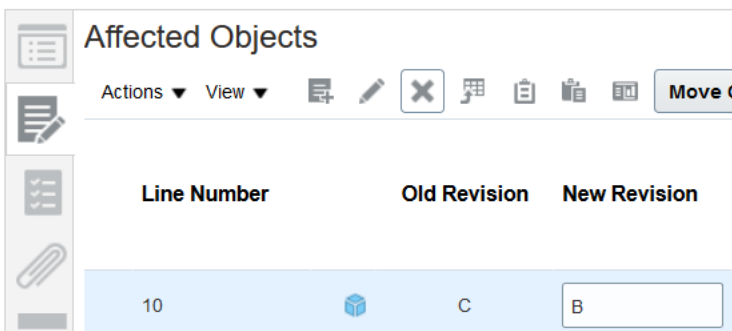 Affected Objects
Actions View Move
Line Number Old Revision New Revision
10 C B